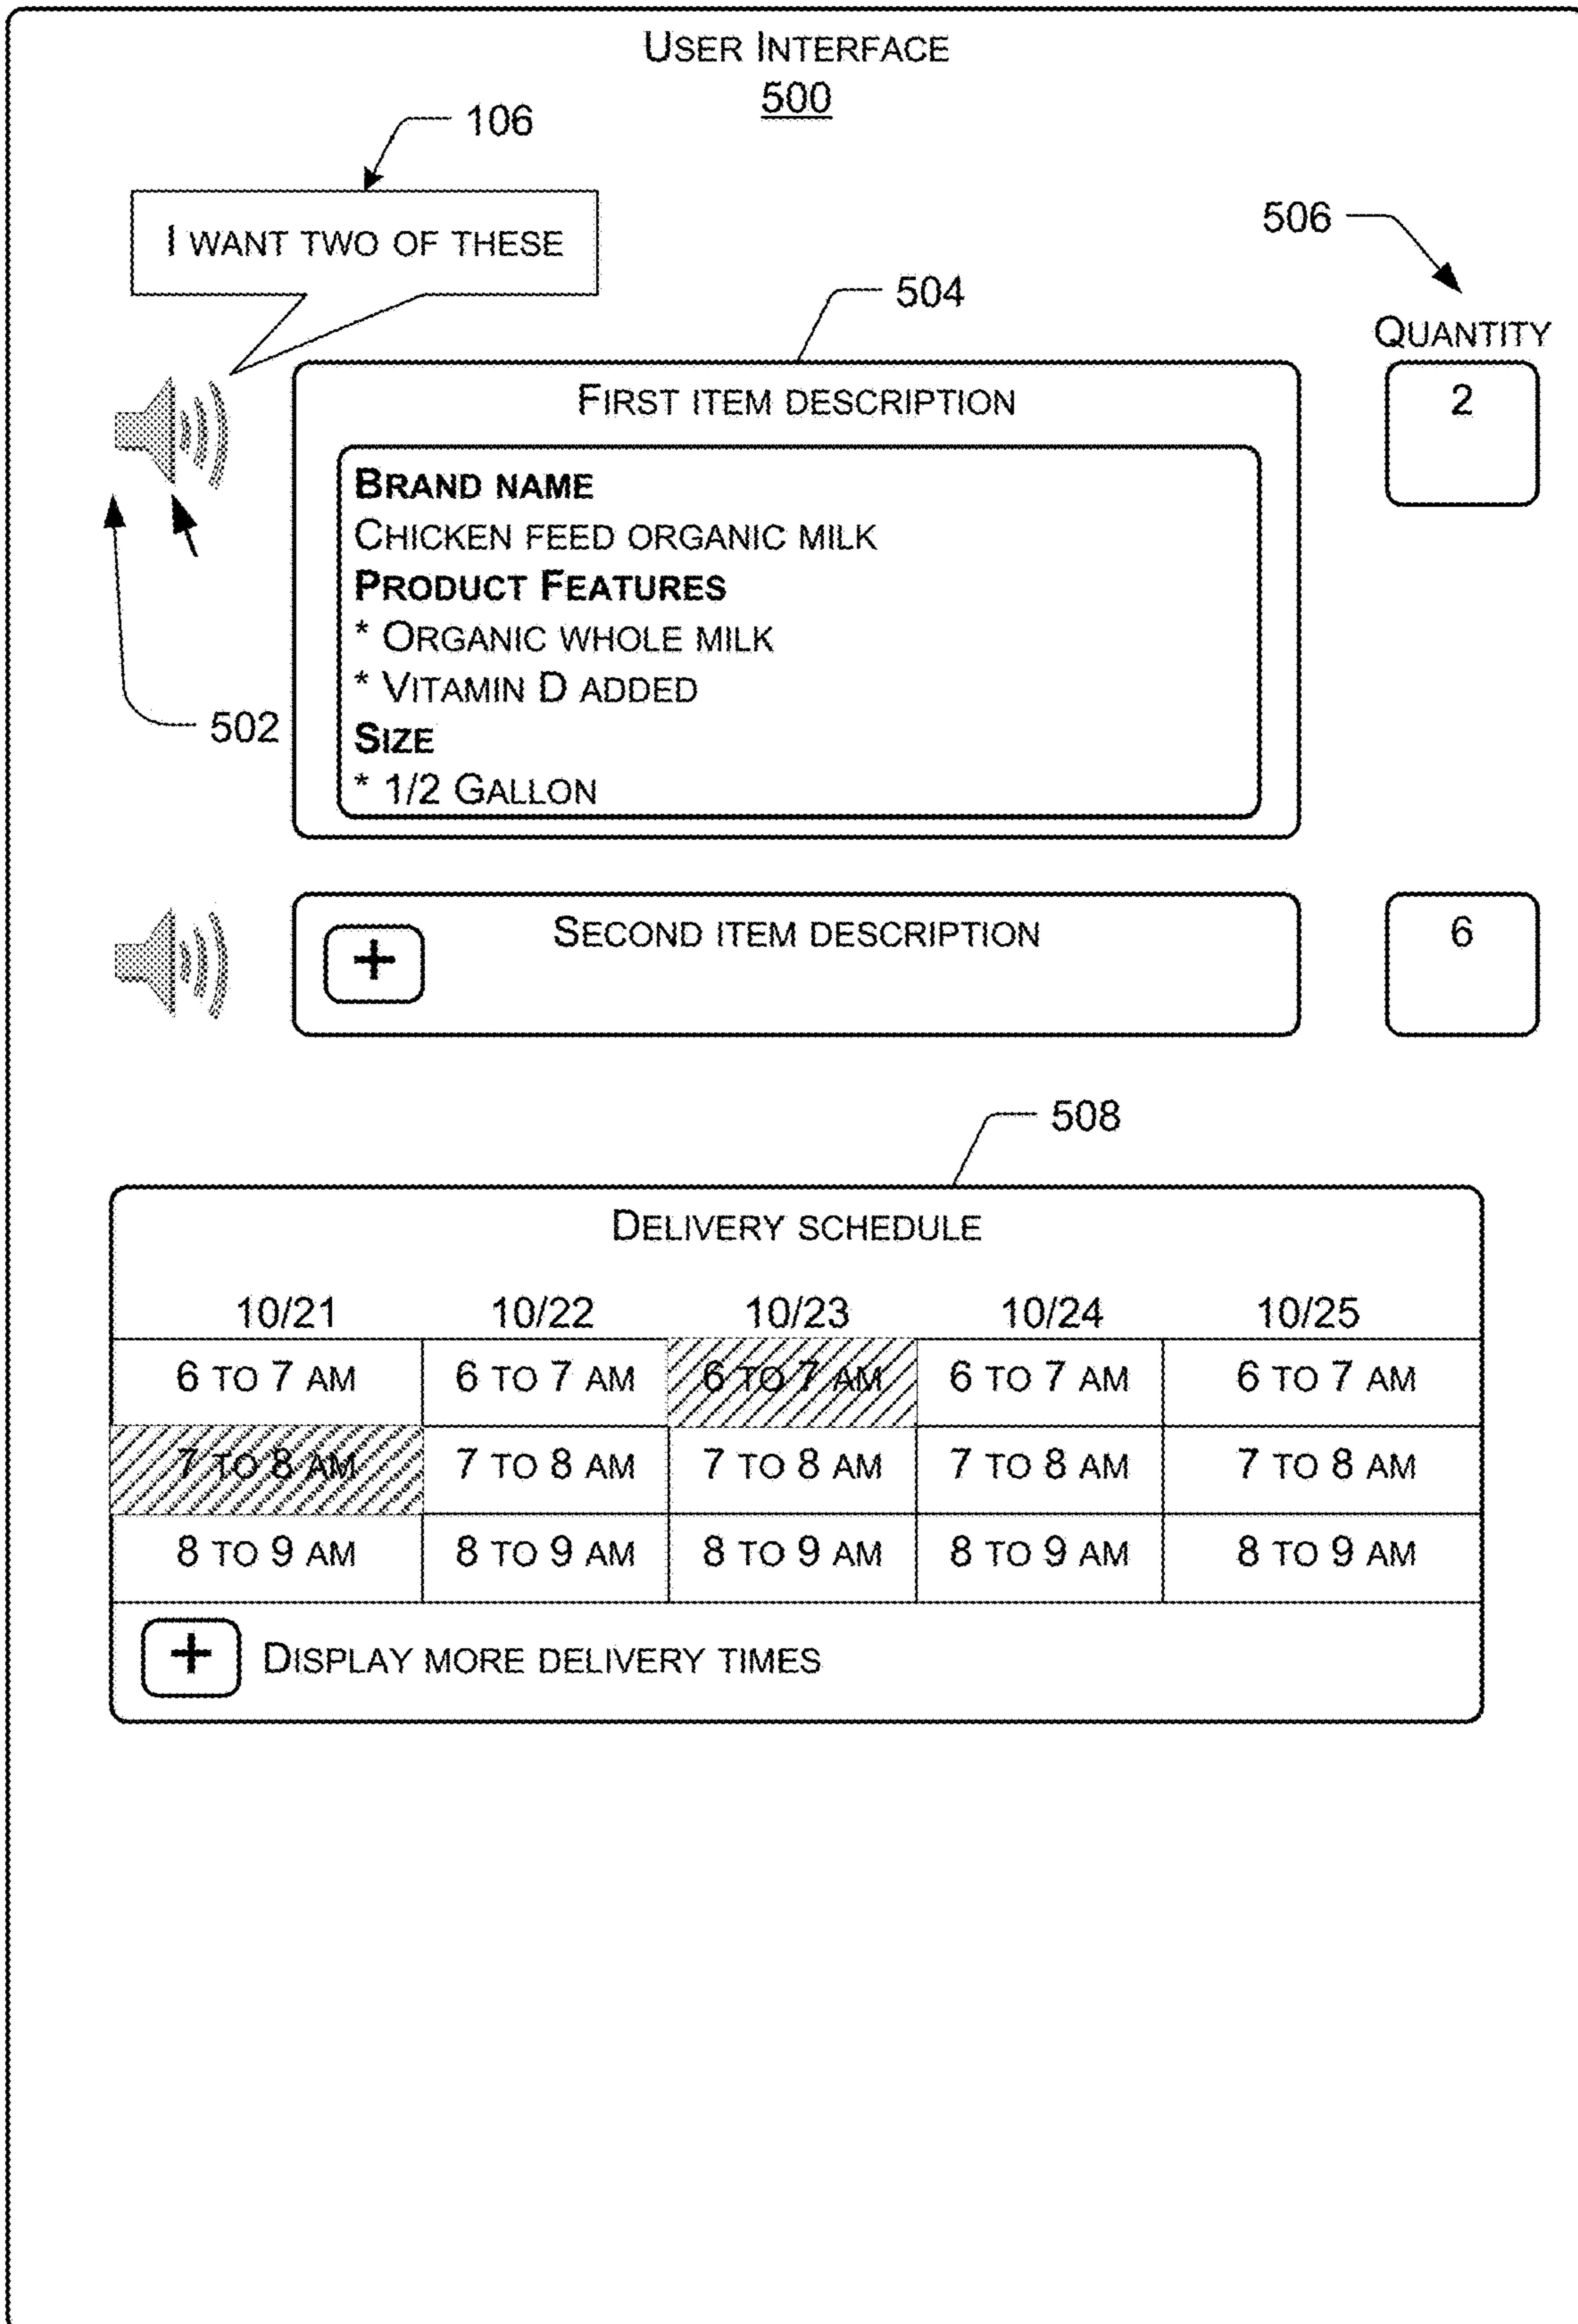 USER INTERFACE
500
106
I WANT TWO OF THESE
506
504
QUANTITY
FIRST ITEM DESCRIPTION
2
BRAND NAME
CHICKEN FEED ORGANIC MILK
PRODUCT FEATURES
* ORGANIC WHOLE MILK
* VITAMIN D ADDED
502
SIZE
* 1/2 GALLON
+ SECOND ITEM DESCRIPTION
6
508
DELIVERY SCHEDULE
10/21 10/22 10/23 10/24 10/25
6 TO 7 AM 6 TO 7 AM 6 TO 7 AM 6 TO 7 AM 6 TO 7 AM
7 TO 8 AM 7 TO 8 AM 7 TO 8 AM 7 TO 8 AM 7 TO 8 AM
8 TO 9 AM 8 TO 9 AM 8 TO 9 AM 8 TO 9 AM 8 TO 9 AM
+ DISPLAY MORE DELIVERY TIMES